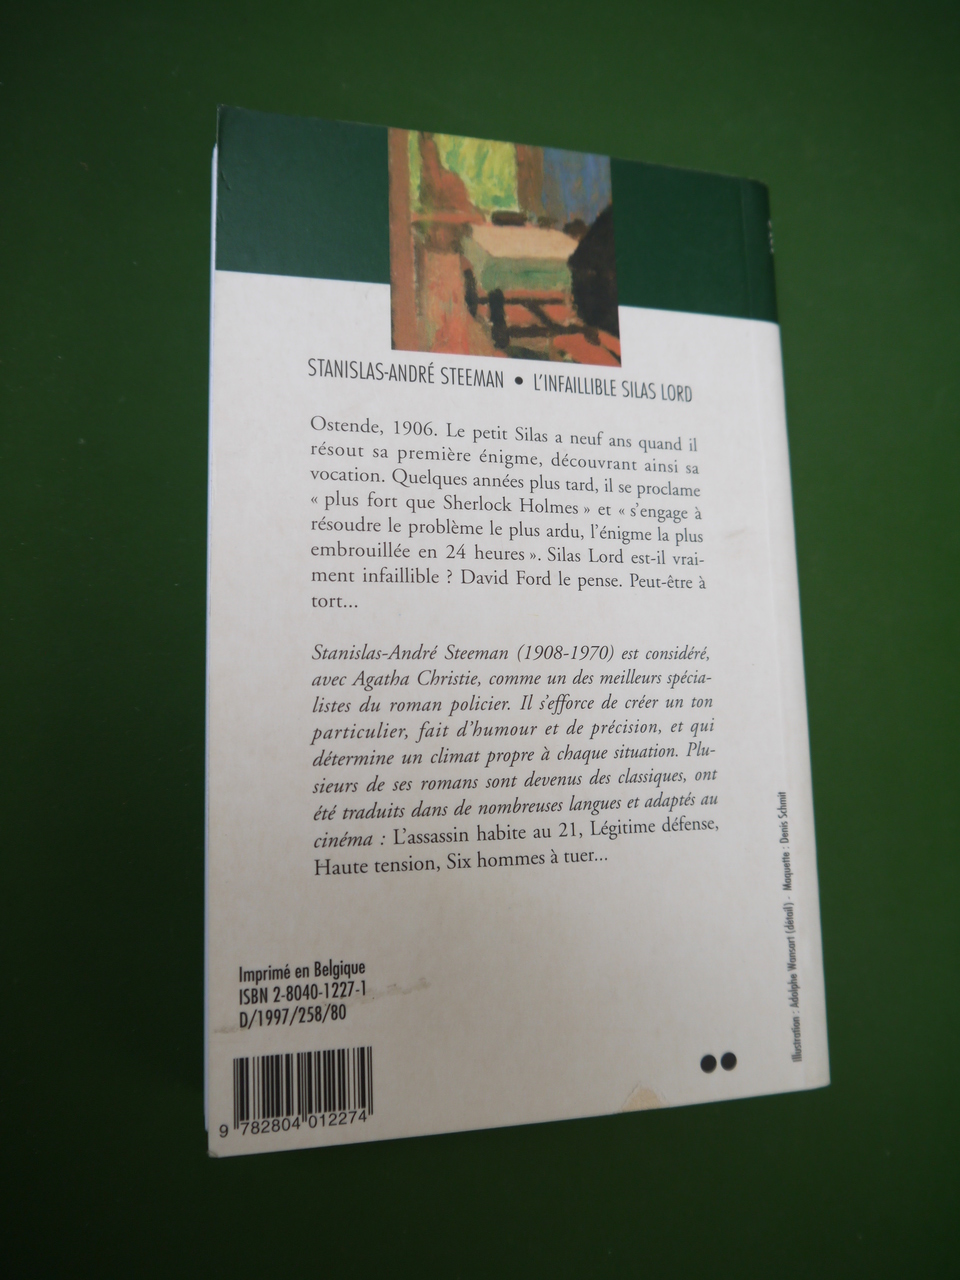 STANISLAS-ANDRÉ STEEMAN • L'INFAILLIBLE SILAS LORD
Ostende, 1906. Le petit Silas a neuf ans quand il
résout sa première énigme, découvrant ainsi sa
vocation. Quelques années plus tard, il se proclame
« plus fort que Sherlock Holmes » et « s'engage à
résoudre le problème le plus ardu, l'énigme la plus
embrouillée en 24 heures ». Silas Lord est-il vrai-
ment infaillible ? David Ford le pense. Peut-être à
tort...
Stanislas-André Steeman (1908-1970) est considéré,
avec Agatha Christie, comme un des meilleurs spécia-
listes du roman policier. Il s'efforce de créer un ton
particulier, fait d'humour et de précision, et qui
détermine un climat propre à chaque situation. Plu-
sieurs de ses romans sont devenus des classiques, ont
été traduits dans de nombreuses langues et adaptés au
cinéma : L'assassin habite au 21, Légitime défense,
Haute tension, Six hommes à tuer...
Imprimé en Belgique
ISBN 2-8040-1227-1
D/1997/258/80
9 782804 012274
Illustration : Adolphe Wansart (détail) - Maquette : Denis Schmit